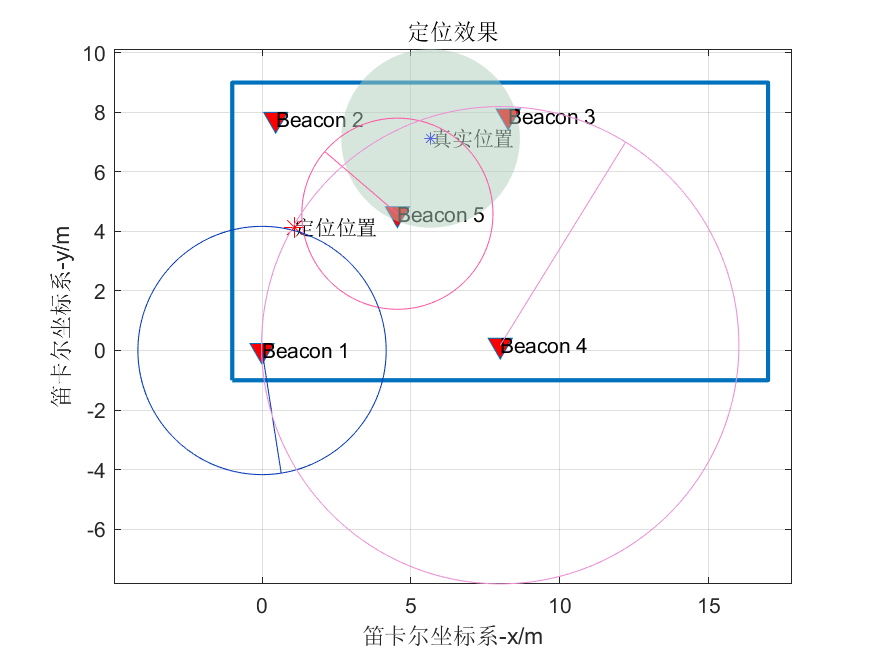 定位效果
10
8
6
4
2
0
-2
-4
-6
笛卡尔坐标系-y/m
Beacon 2
Beacon 3
真实位置
Beacon 5
定位位置
Beacon 1
Beacon 4
0
5
10
15
笛卡尔坐标系-x/m